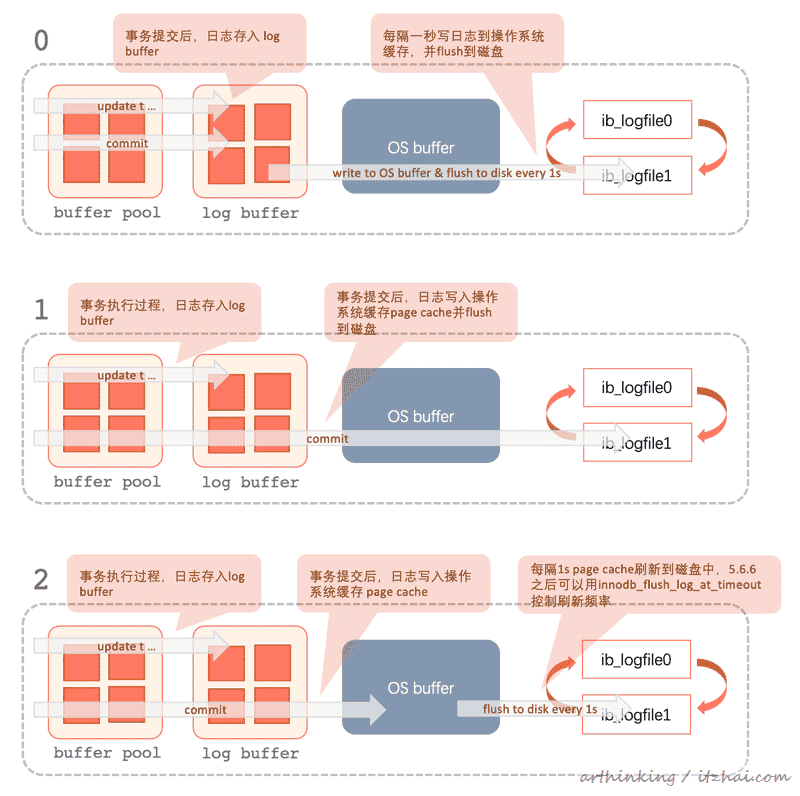 0
事务提交后，日志存入 log
buffer
每隔一秒写日志到操作系统
缓存，并flush到磁盘
update t ...
commit
OS buffer
write to OS buffer & flush to disk every 1s
ib_logfile0
ib_logfile1
buffer pool
log buffer
1
事务执行过程，日志存入log
buffer
事务提交后，日志写入操作
系统缓存page cache并flush
到磁盘
update t ...
OS buffer
commit
ib_logfile0
ib_logfile1
buffer pool
log buffer
2
事务执行过程，日志存入log
buffer
事务提交后，日志写入操作
系统缓存 page cache
每隔1s page cache刷新到磁盘中，5.6.6
之后可以用innodb_flush_log_at_timeout
控制刷新频率
update t ...
OS buffer
commit
flush to disk every 1s
ib_logfile0
ib_logfile1
buffer pool
log buffer
arthinking / itzhai.com